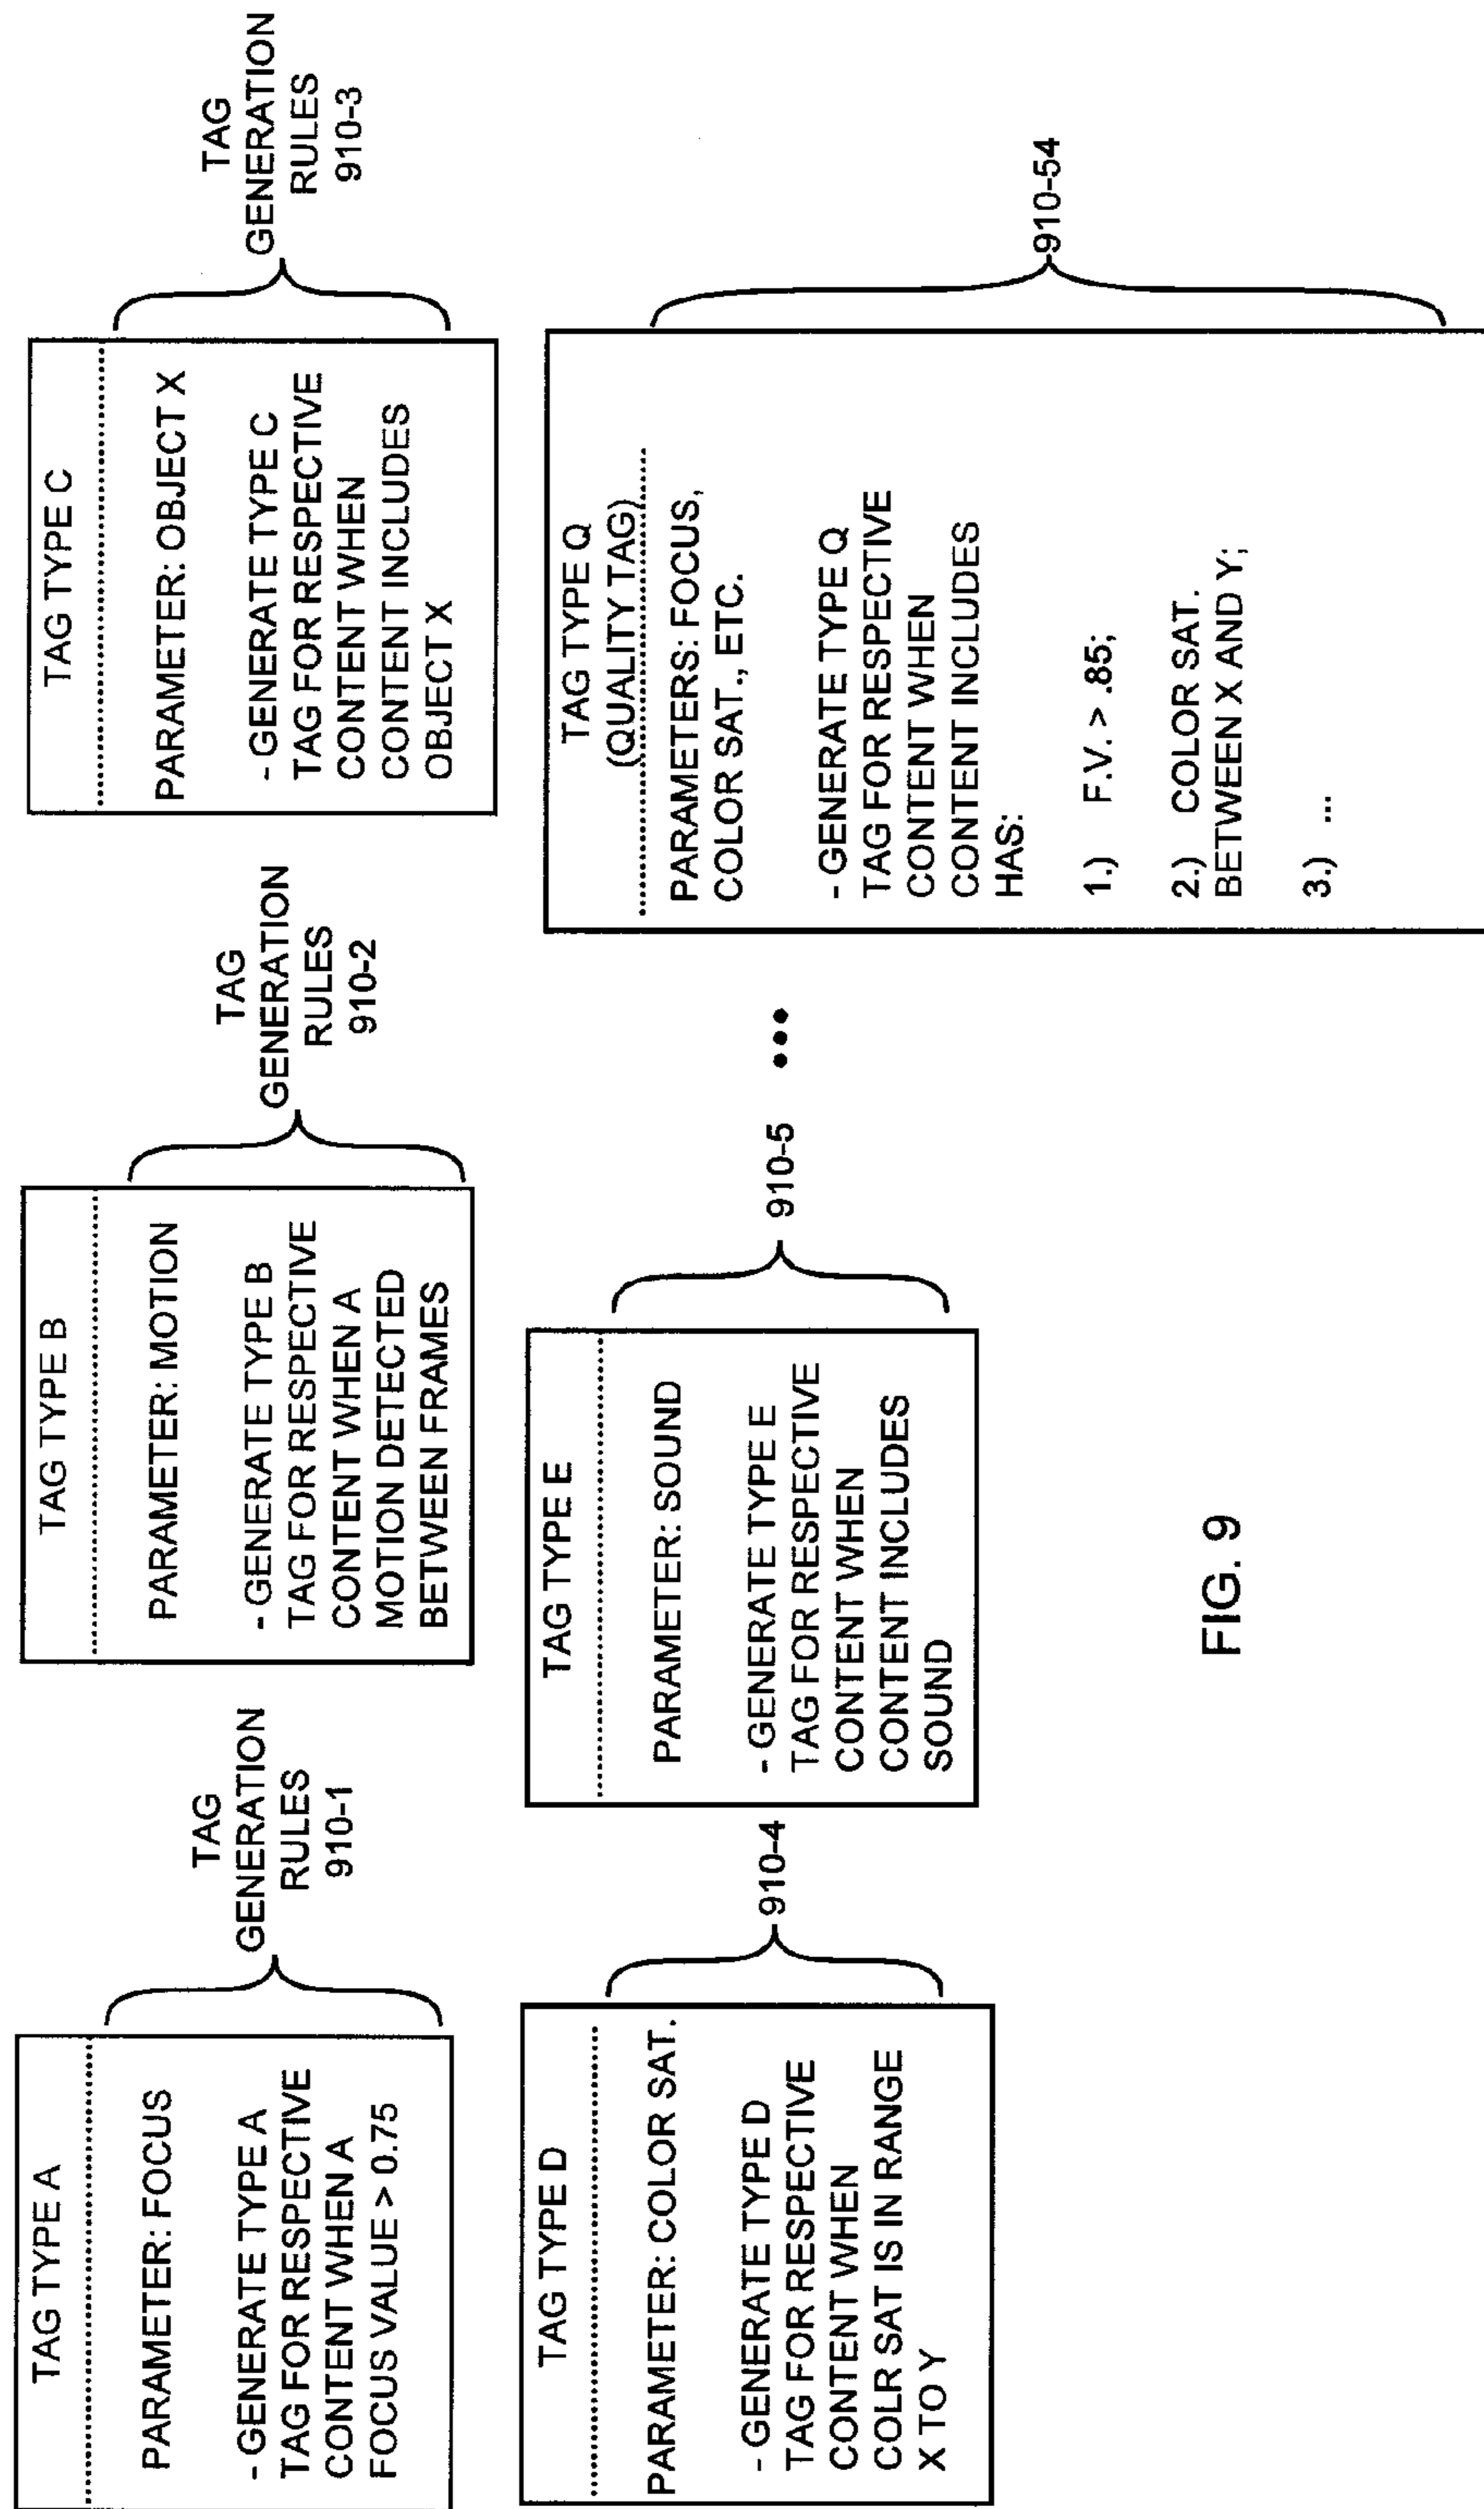 TAG TYPE A
PARAMETER: FOCUS
- GENERATE TYPE A
TAG FOR RESPECTIVE
CONTENT WHEN A
FOCUS VALUE > 0.75
TAG
GENERATION
RULES
910-1
TAG TYPE B
PARAMETER: MOTION
- GENERATE TYPE B
TAG FOR RESPECTIVE
CONTENT WHEN A
MOTION DETECTED
BETWEEN FRAMES
TAG
GENERATION
RULES
910-2
TAG TYPE C
PARAMETER: OBJECT X
- GENERATE TYPE C
TAG FOR RESPECTIVE
CONTENT WHEN
CONTENT INCLUDES
OBJECT X
TAG
GENERATION
RULES
910-3
TAG TYPE D
PARAMETER: COLOR SAT.
- GENERATE TYPE D
TAG FOR RESPECTIVE
CONTENT WHEN
COLR SAT IS IN RANGE
X TO Y
910-4
TAG TYPE E
PARAMETER: SOUND
- GENERATE TYPE E
TAG FOR RESPECTIVE
CONTENT WHEN
CONTENT INCLUDES
SOUND
910-5
•••
TAG TYPE Q
(QUALITY TAG)
PARAMETERS: FOCUS,
COLOR SAT., ETC.
- GENERATE TYPE Q
TAG FOR RESPECTIVE
CONTENT WHEN
CONTENT INCLUDES
HAS:
1.) F.V. > .85;
2.) COLOR SAT.
BETWEEN X AND Y;
3.) ...
910-54
FIG. 9